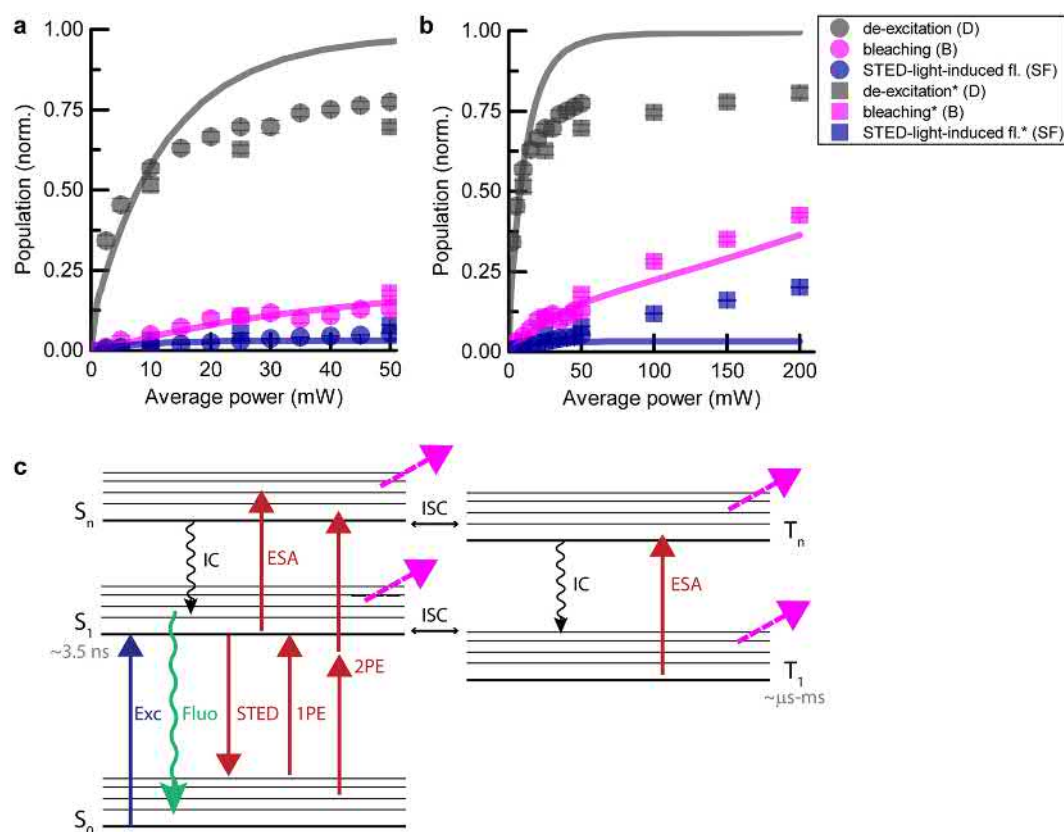 a
b
1.00
0.75
0.50
0.25
0.00
Population (norm.)
0
10
20
30
40
50
Average power (mW)
1.00
0.75
0.50
0.25
0.00
Population (norm.)
0
50
100
150
200
Average power (mW)
de-excitation (D)
bleaching (B)
STED-light-induced fl. (SF)
de-excitation* (D)
bleaching* (B)
STED-light-induced fl.* (SF)
c
Sn
IC
ESA
ISC
Tn
IC
ESA
S1
~3.5 ns
ISC
2PE
T1
~μs-ms
Exc
Fluo
STED
1PE
S0